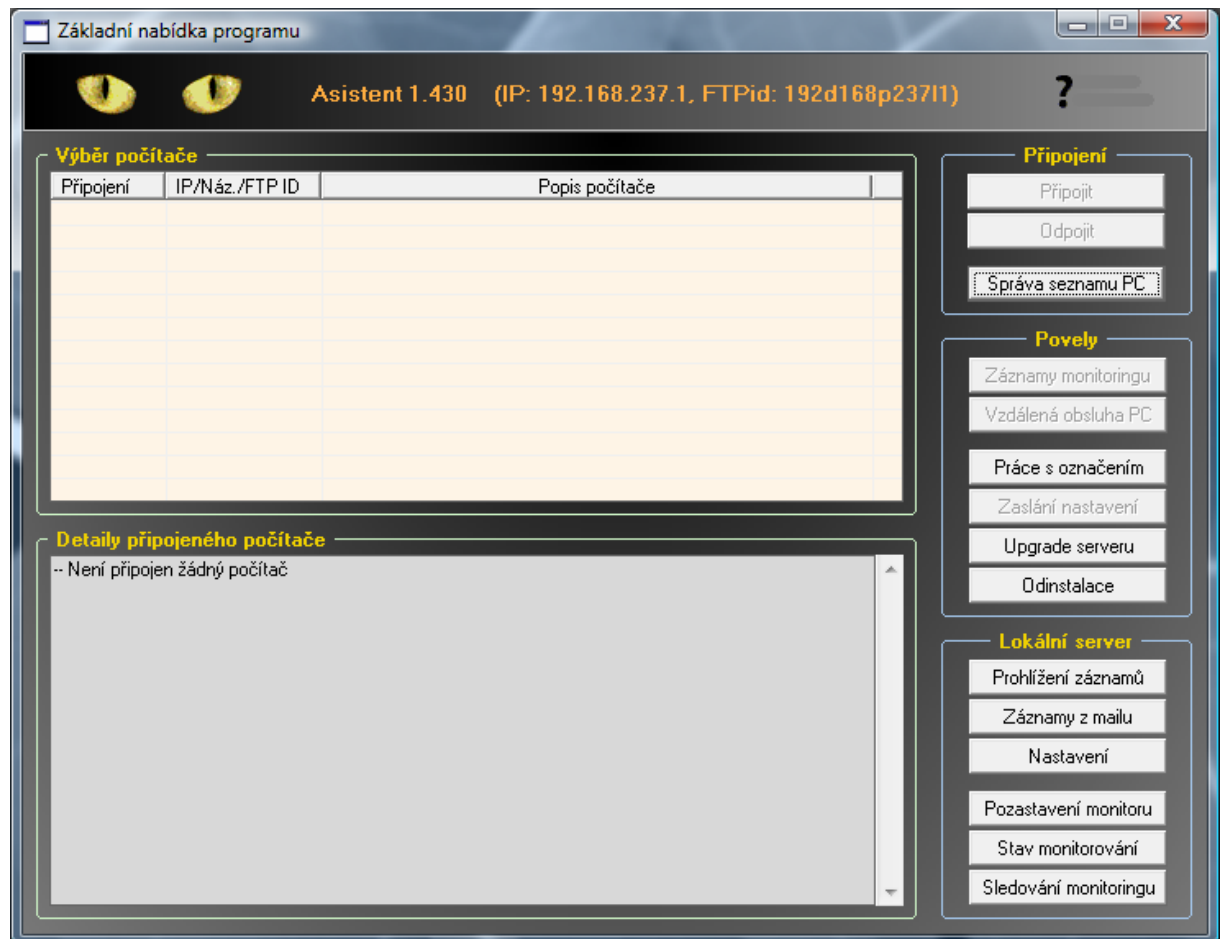 Základní nabídka programu
Asistent 1.430 (IP: 192.168.237.1, FTPid: 192d168p237l1)
?
Výběr počítače
Připojení IP/Náz./FTP ID Popis počítače
Detaily připojeného počítače
-- Není připojen žádný počítač
Připojení
Připojit
Odpojit
Správa seznamu PC
Povely
Záznamy monitoringu
Vzdálená obsluha PC
Práce s označením
Zaslání nastavení
Upgrade serveru
Odinstalace
Lokální server
Prohlížení záznamů
Záznamy z mailu
Nastavení
Pozastavení monitoru
Stav monitorování
Sledování monitoringu